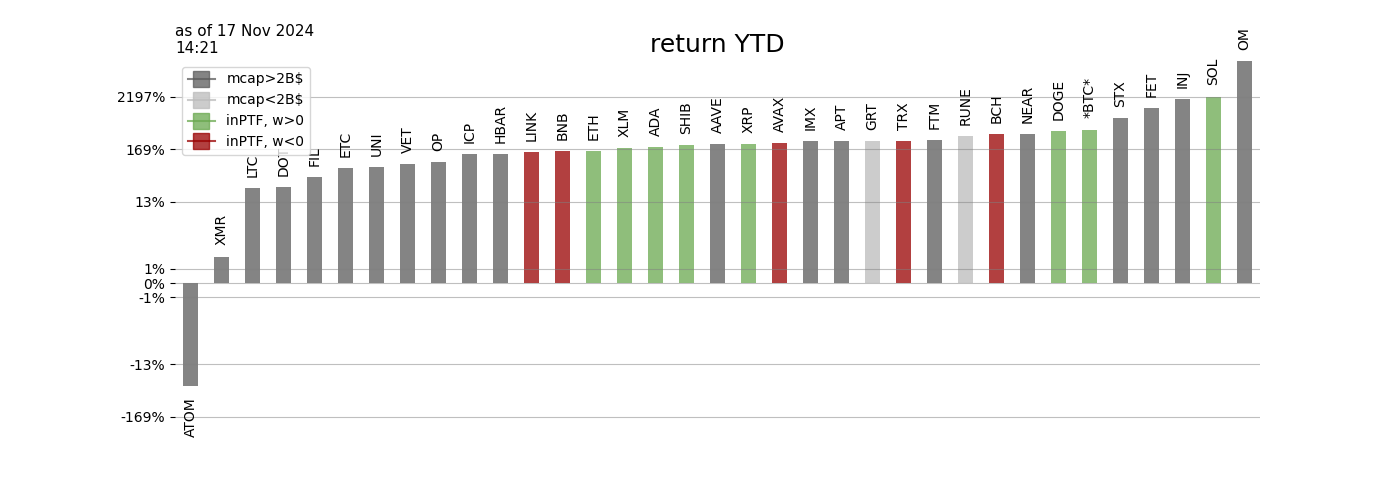 as of 17 Nov 2024
14:21
return YTD
mcap>2B$
mcap<2B$
inPTF, w>0
inPTF, w<0
2197%
169%
13%
1%
0%
-1%
-13%
-169%
ATOM
XMR
LTC
DOT
FIL
ETC
UNI
VET
OP
ICP
HBAR
LINK
BNB
ETH
XLM
ADA
SHIB
AAVE
XRP
AVAX
IMX
APT
GRT
TRX
FTM
RUNE
BCH
NEAR
DOGE
*BTC*
STX
FET
INJ
SOL
OM